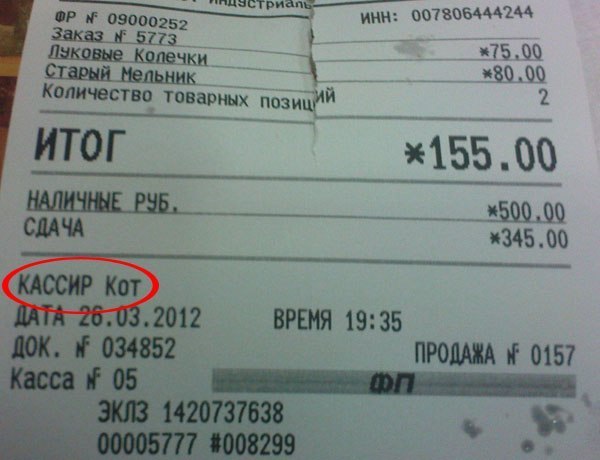 ИНН: 007806444244
ФР № 09000252
Заказ № 5773
Луковые Колечки *75.00
Старый Мельник *80.00
Количество товарных позиций 2
ИТОГ *155.00
НАЛИЧНЫЕ РУБ. *500.00
СДАЧА *345.00
КАССИР Кот
ДАТА 26.03.2012 ВРЕМЯ 19:35
ДОК. № 034852 ПРОДАЖА № 0157
Касса № 05 ФП
ЭКЛЗ 1420737638
00005777 #008299